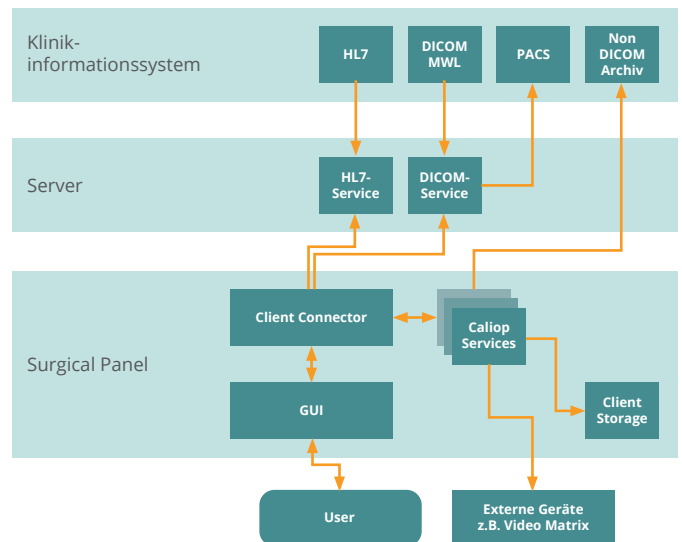 Klinik-
informationssystem
HL7
DICOM
MWL
PACS
Non
DICOM
Archiv
Server
HL7-
Service
DICOM-
Service
Surgical Panel
Client Connector
Caliop
Services
GUI
Client
Storage
User
Externe Geräte
z.B. Video Matrix